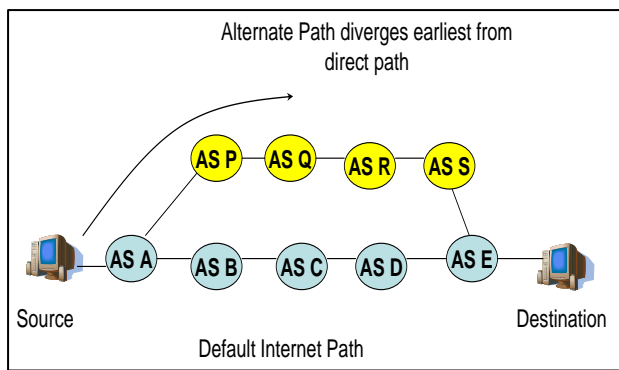 Alternate Path diverges earliest from
direct path
AS P
AS Q
AS R
AS S
AS A
AS B
AS C
AS D
AS E
Source
Destination
Default Internet Path